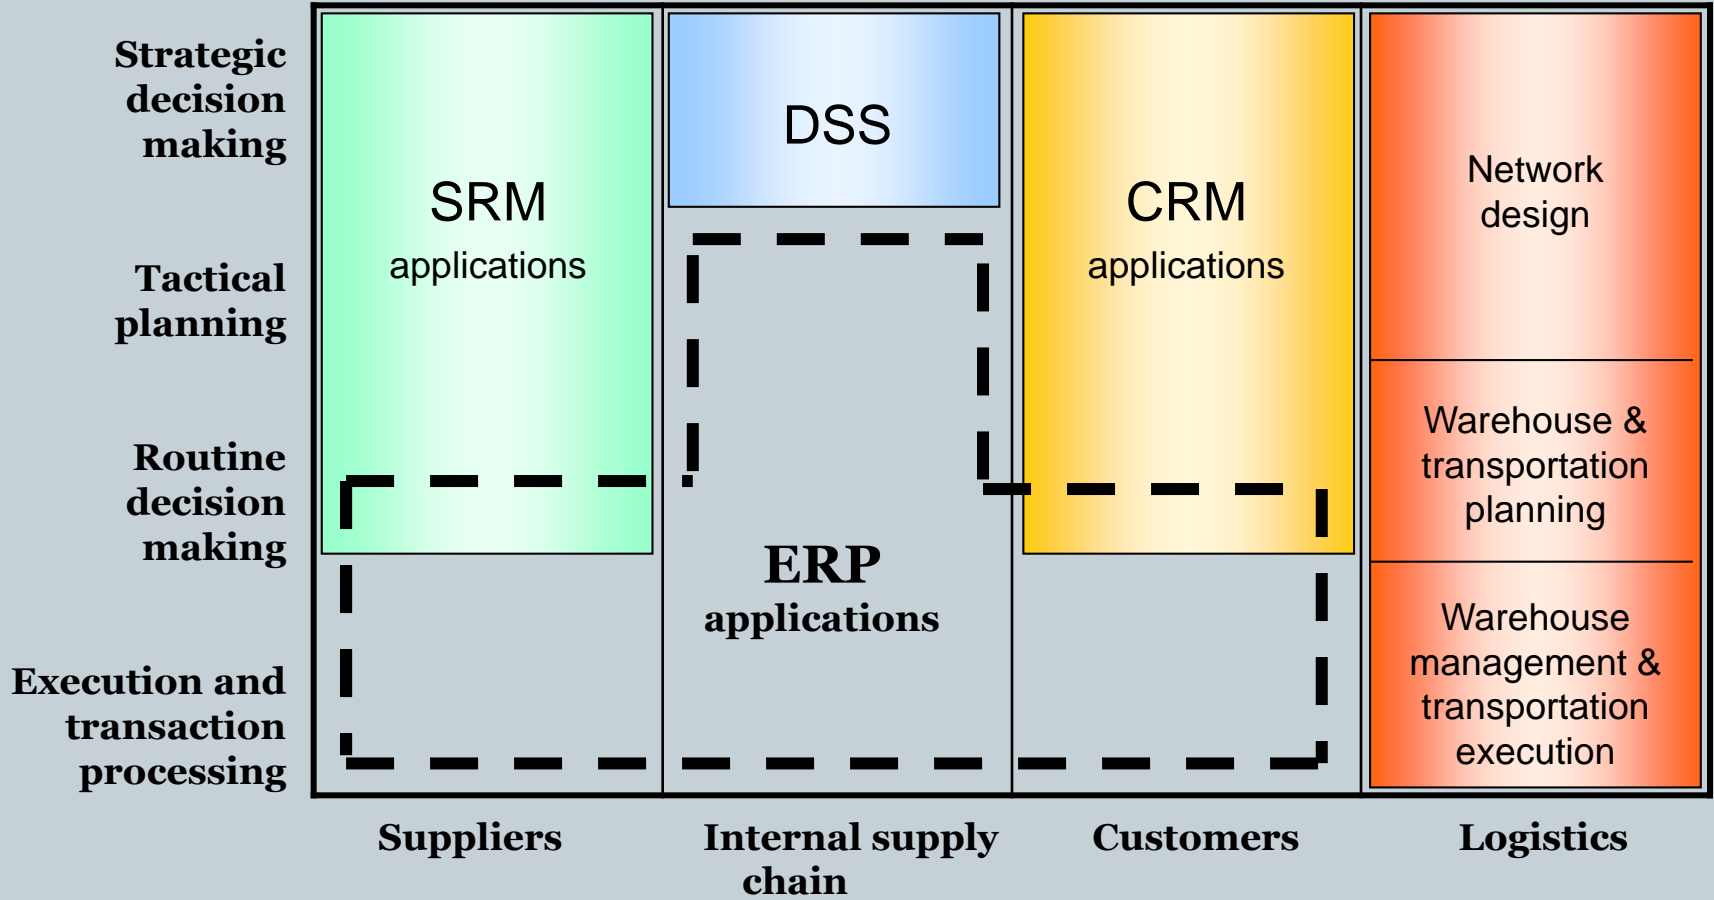 Strategic
decision
making
Tactical
planning
Routine
decision
making
Execution and
transaction
processing
SRM
applications
DSS
CRM
applications
Network
design
Warehouse &
transportation
planning
Warehouse
management &
transportation
execution
ERP
applications
Suppliers
Internal supply
chain
Customers
Logistics